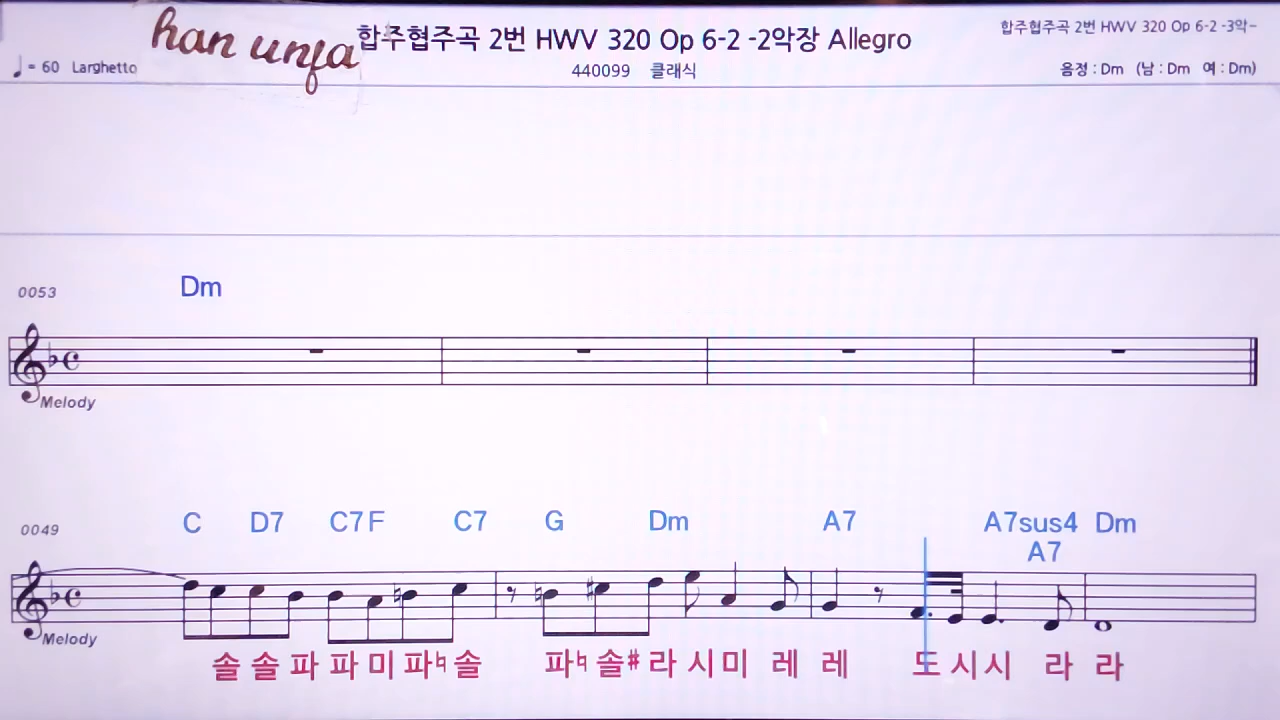 han unfa
합주협주곡 2번 HWV 320 Op 6-2 -2악장 Allegro
합주협주곡 2번 HWV 320 Op 6-2 -3악~
♩= 60 Larghetto
440099 클래식
음정 : Dm (남 : Dm 여 : Dm)
0053
Dm
Melody
0049
C D7 C7 F C7 G Dm A7 A7sus4 Dm
A7
Melody
솔 솔 파 파 미 파♮ 솔 파♮ 솔# 라 시 미 레 레 도 시 시 라 라